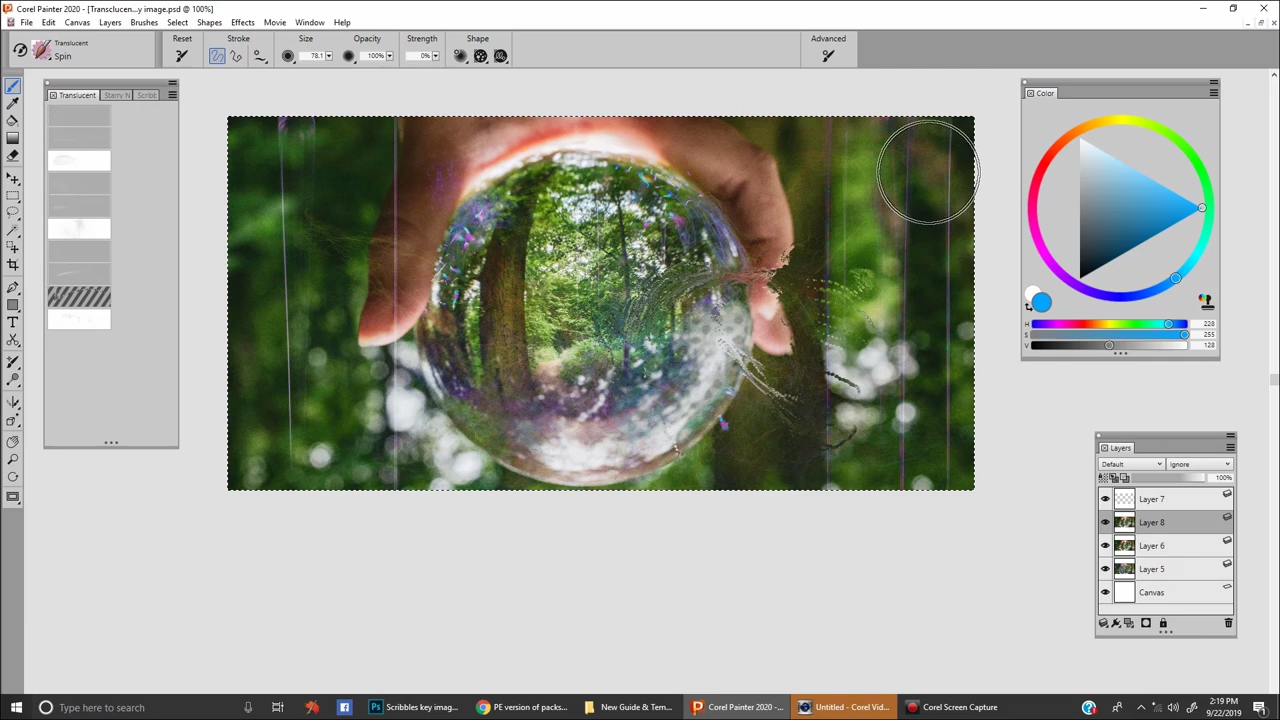 Corel Painter 2020 - [Translucen...y image.psd @ 100%]
File Edit Canvas Layers Brushes Select Shapes Effects Movie Window Help
Translucent
Spin
Reset Stroke Size Opacity Strength Shape Advanced
78.1 100% 0%
Translucent Starry N Scribb
Color
H 228
S 255
V 128
Layers
Default Ignore
100%
Layer 7
Layer 8
Layer 6
Layer 5
Canvas
Type here to search
Scribbles key imag...
PE version of packs...
New Guide & Tem...
Corel Painter 2020 -...
Untitled - Corel Vid...
Corel Screen Capture
2:19 PM
9/22/2019